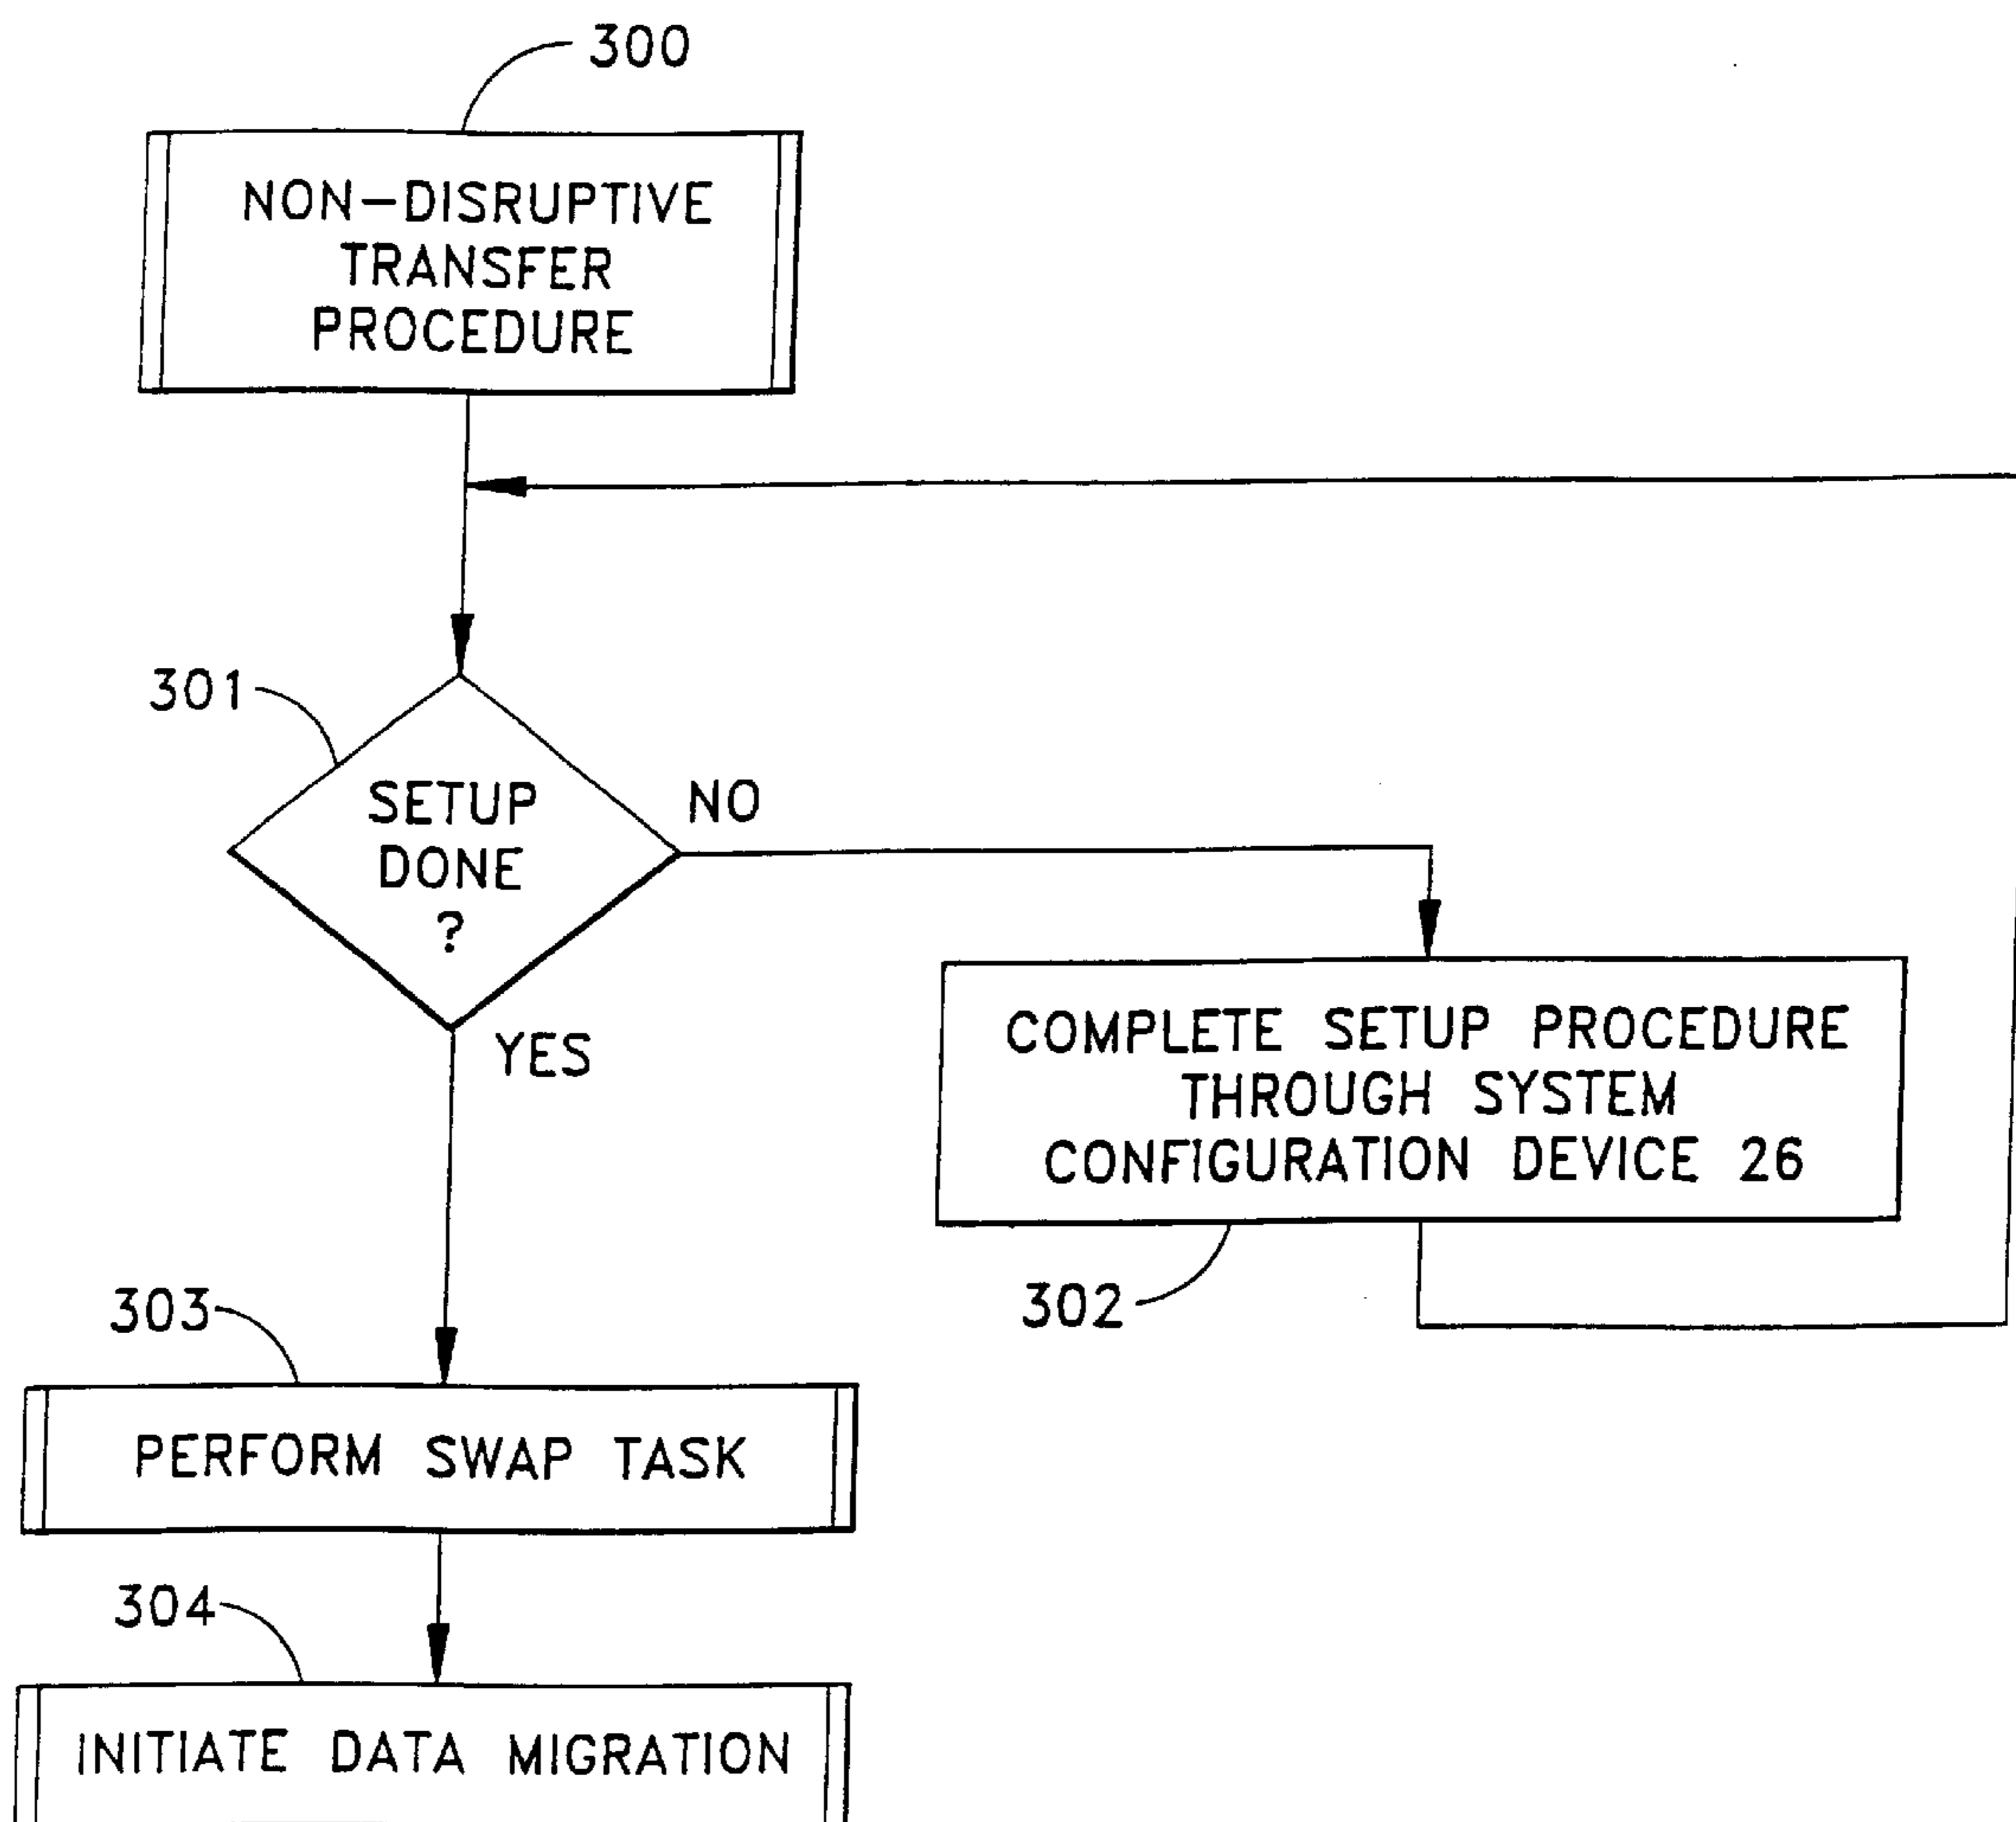 300
NON-DISRUPTIVE
TRANSFER
PROCEDURE
301
SETUP
DONE
?
NO
YES
COMPLETE SETUP PROCEDURE
THROUGH SYSTEM
CONFIGURATION DEVICE 26
302
303
PERFORM SWAP TASK
304
INITIATE DATA MIGRATION